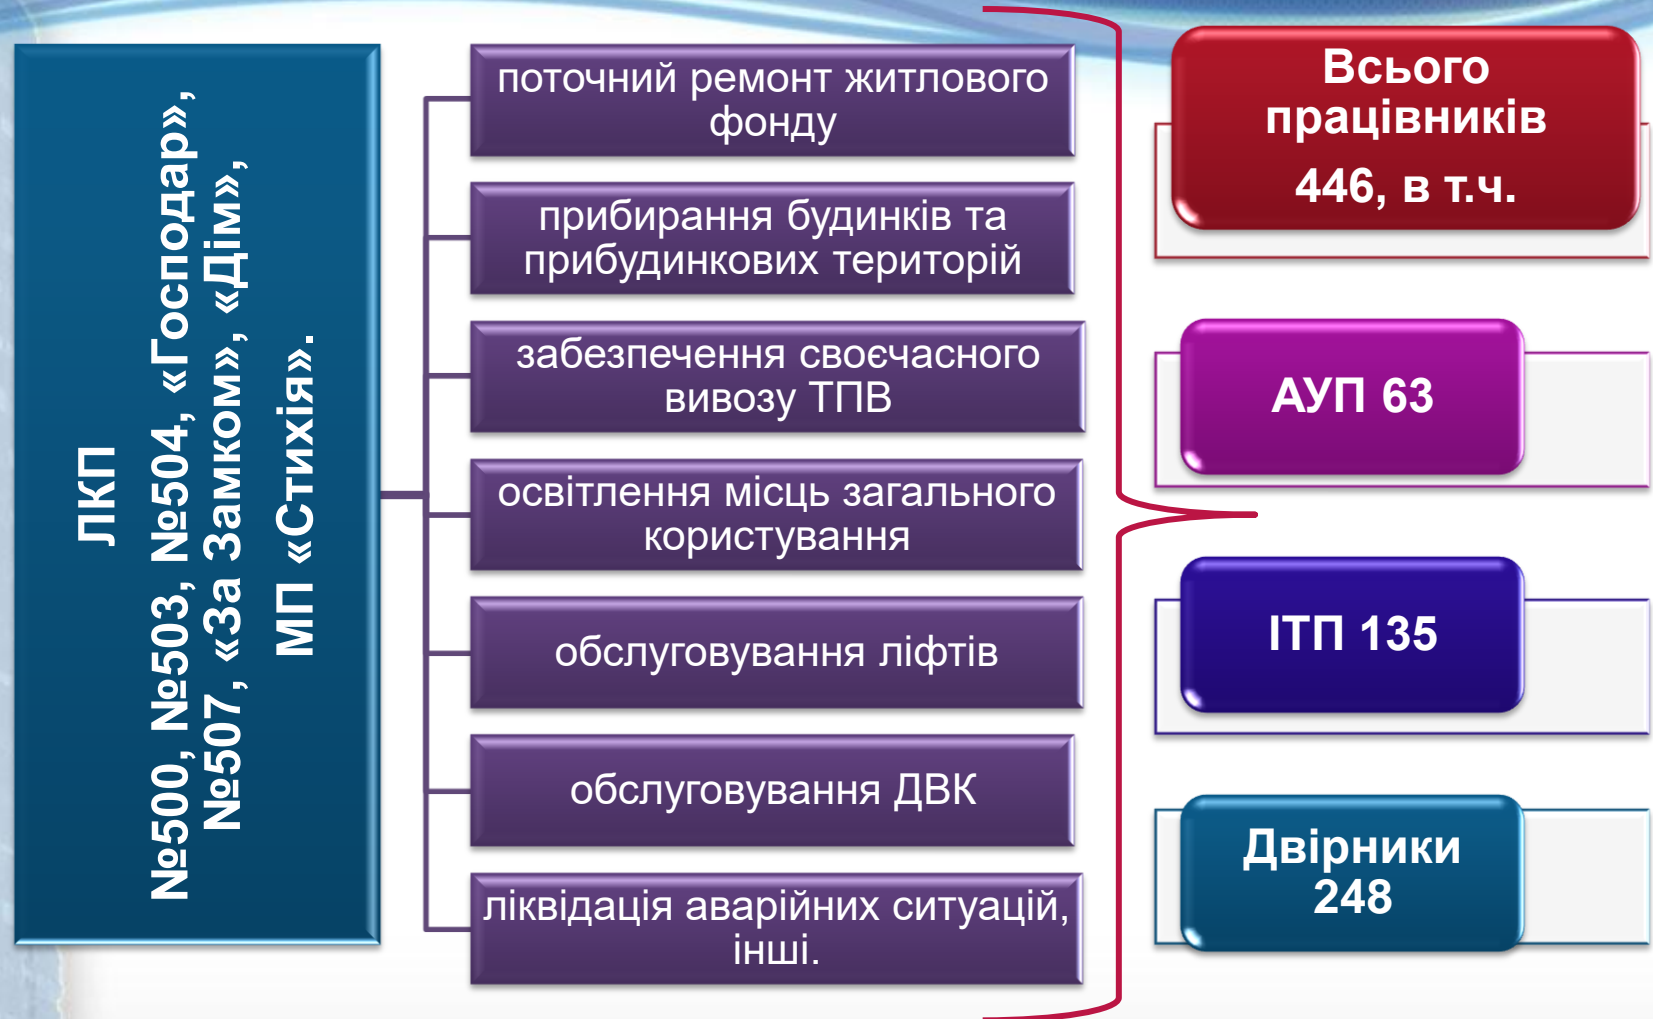 ЛКП
№500, №503, №504, «Господар»,
№507, «За Замком», «Дім»,
МП «Стихія».
поточний ремонт житлового
фонду
прибирання будинків та
прибудинкових територій
забезпечення своєчасного
вивозу ТПВ
освітлення місць загального
користування
обслуговування ліфтів
обслуговування ДВК
ліквідація аварійних ситуацій,
інші.
Всього
працівників
446, в т.ч.
АУП 63
ІТП 135
Двірники
248